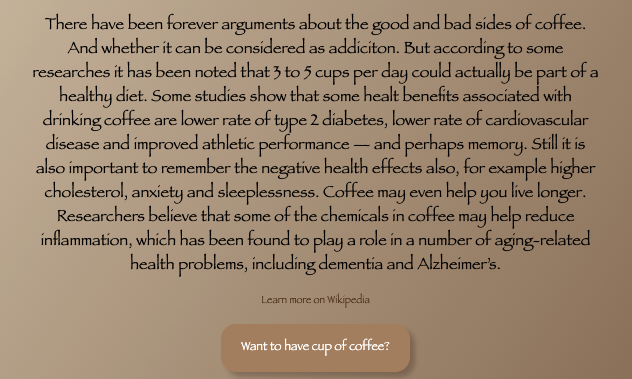 There have been forever arguments about the good and bad sides of coffee.
And whether it can be considered as addiciton. But according to some
researches it has been noted that 3 to 5 cups per day could actually be part of a
healthy diet. Some studies show that some healt benefits associated with
drinking coffee are lower rate of type 2 diabetes, lower rate of cardiovascular
disease and improved athletic performance — and perhaps memory. Still it is
also important to remember the negative health effects also, for example higher
cholesterol, anxiety and sleeplessness. Coffee may even help you live longer.
Researchers believe that some of the chemicals in coffee may help reduce
inflammation, which has been found to play a role in a number of aging-related
health problems, including dementia and Alzheimer's.
Learn more on Wikipedia
Want to have cup of coffee?